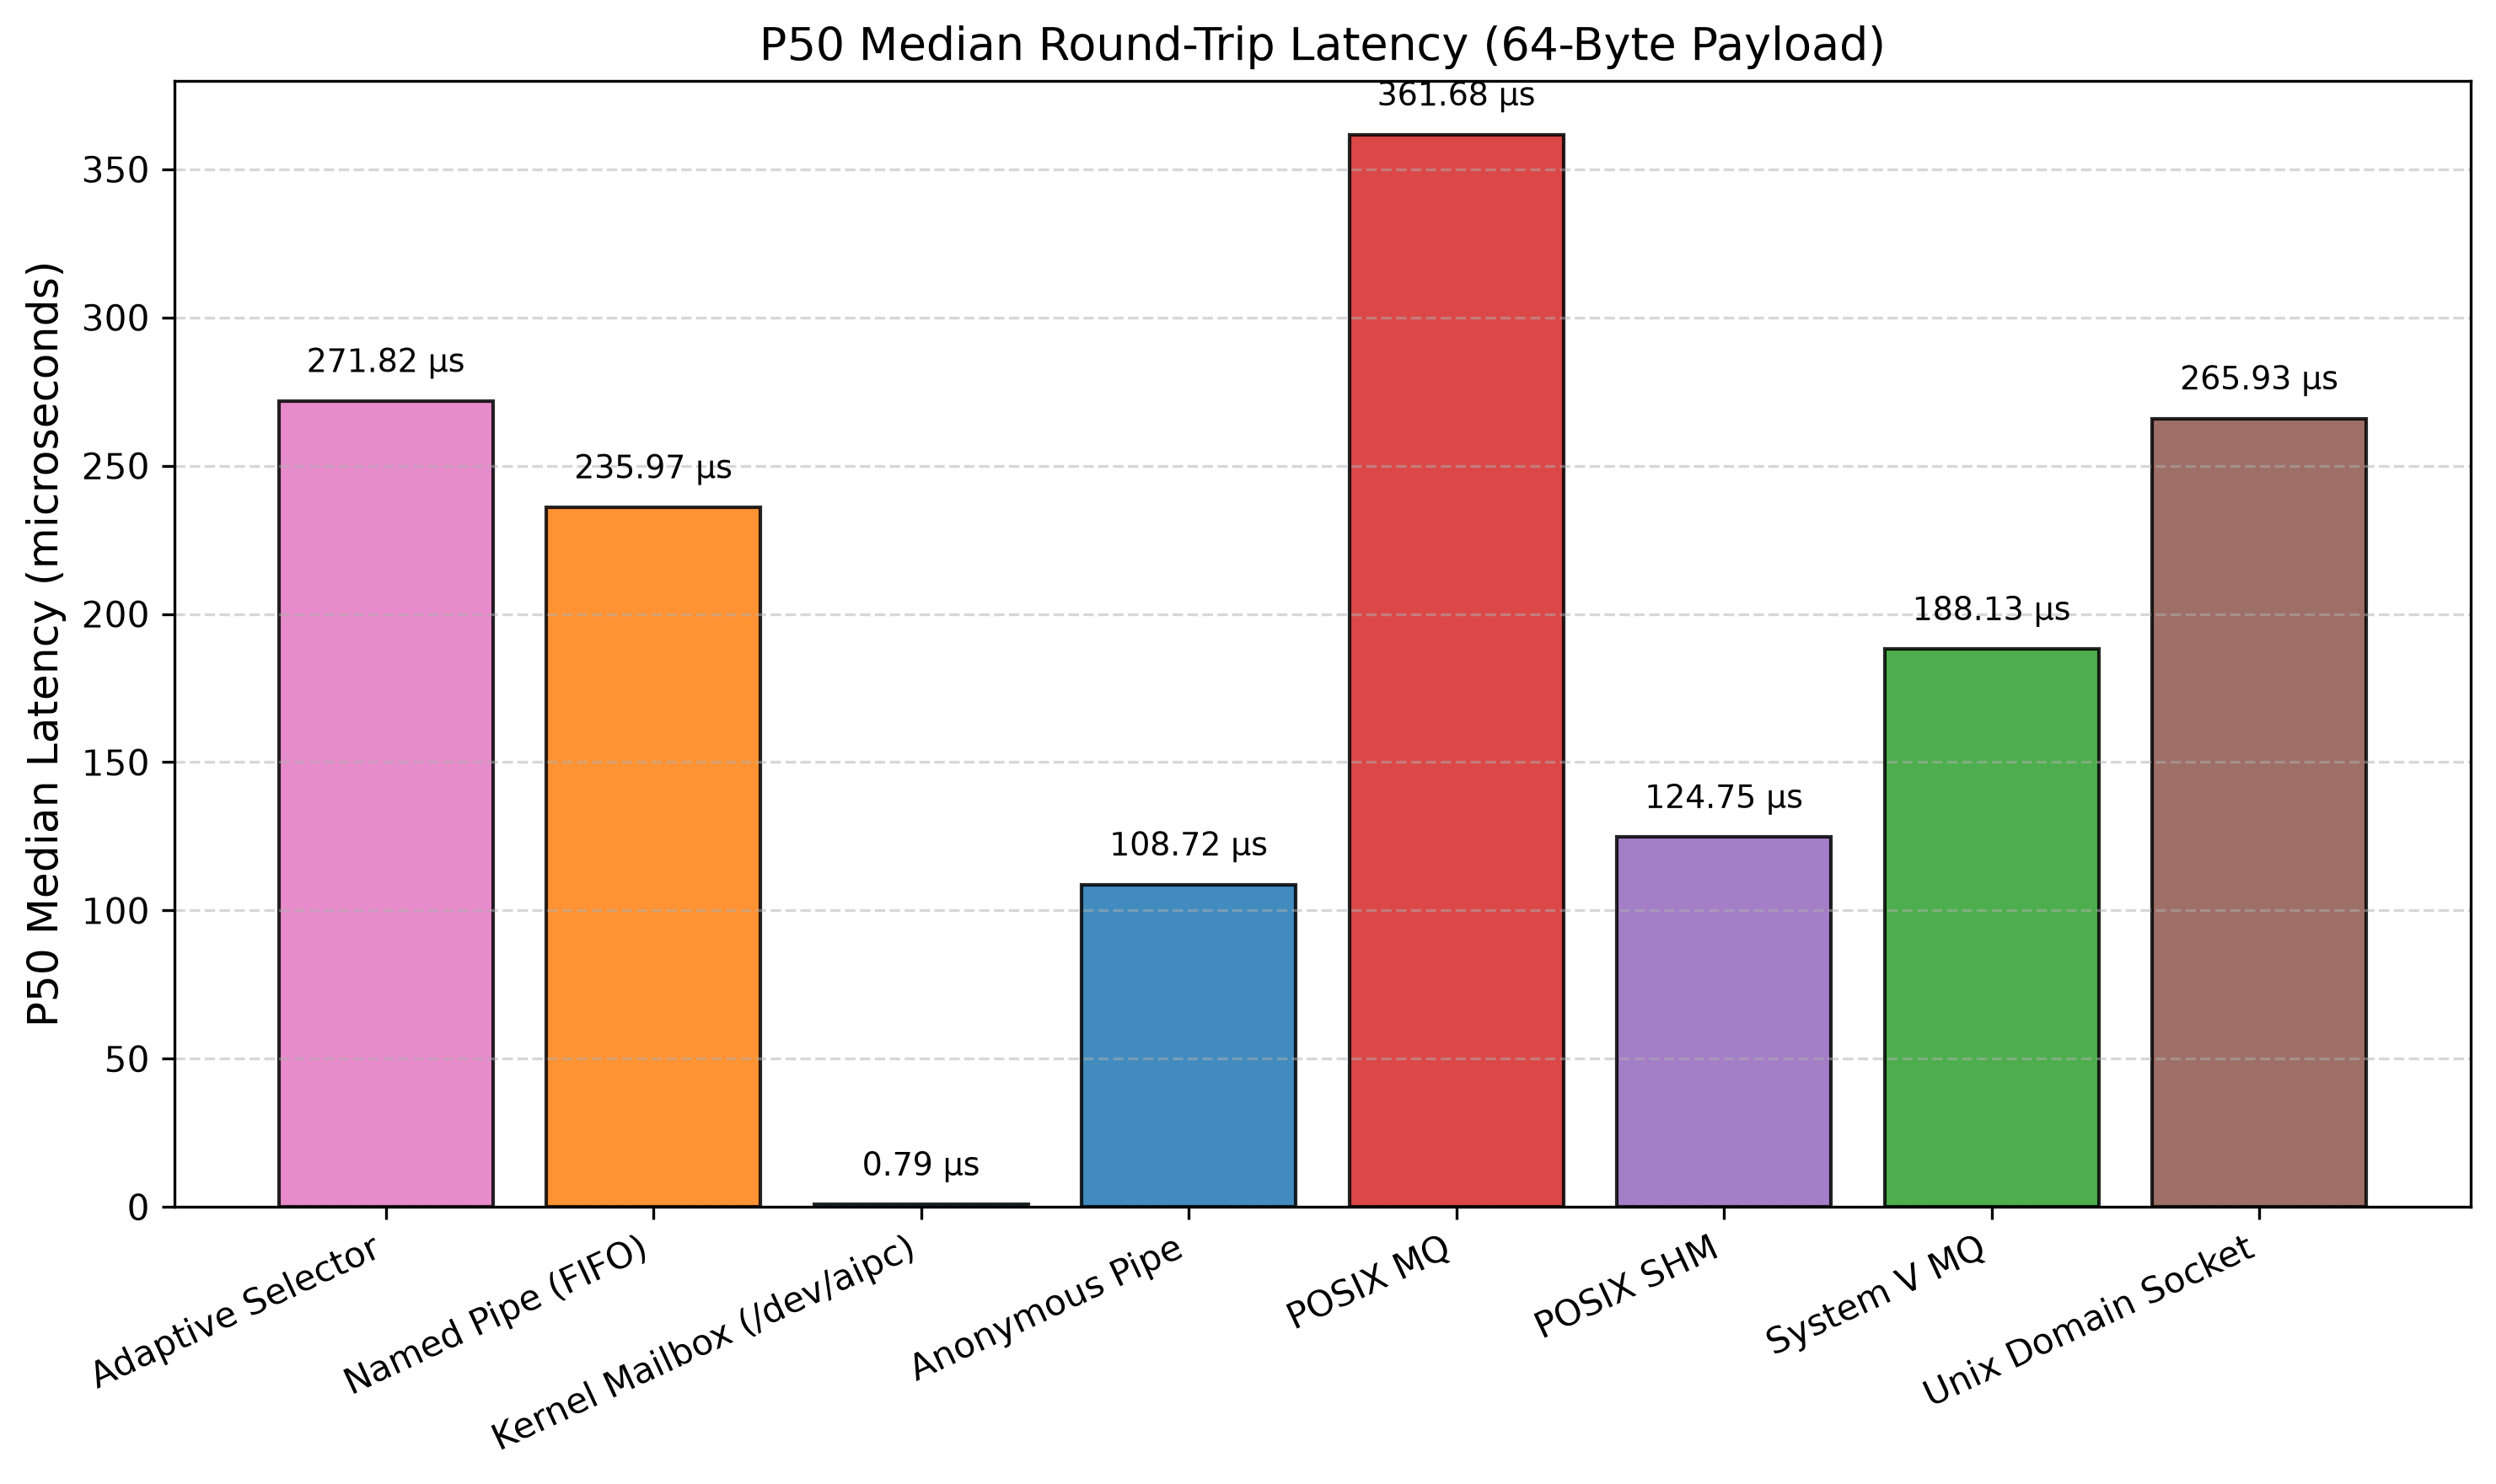 P50 Median Round-Trip Latency (64-Byte Payload)
P50 Median Latency (microseconds)
350
300
250
200
150
100
50
0
271.82 µs
235.97 µs
0.79 µs
108.72 µs
361.68 µs
124.75 µs
188.13 µs
265.93 µs
Adaptive Selector
Named Pipe (FIFO)
Kernel Mailbox (/dev/aipc)
Anonymous Pipe
POSIX MQ
POSIX SHM
System V MQ
Unix Domain Socket